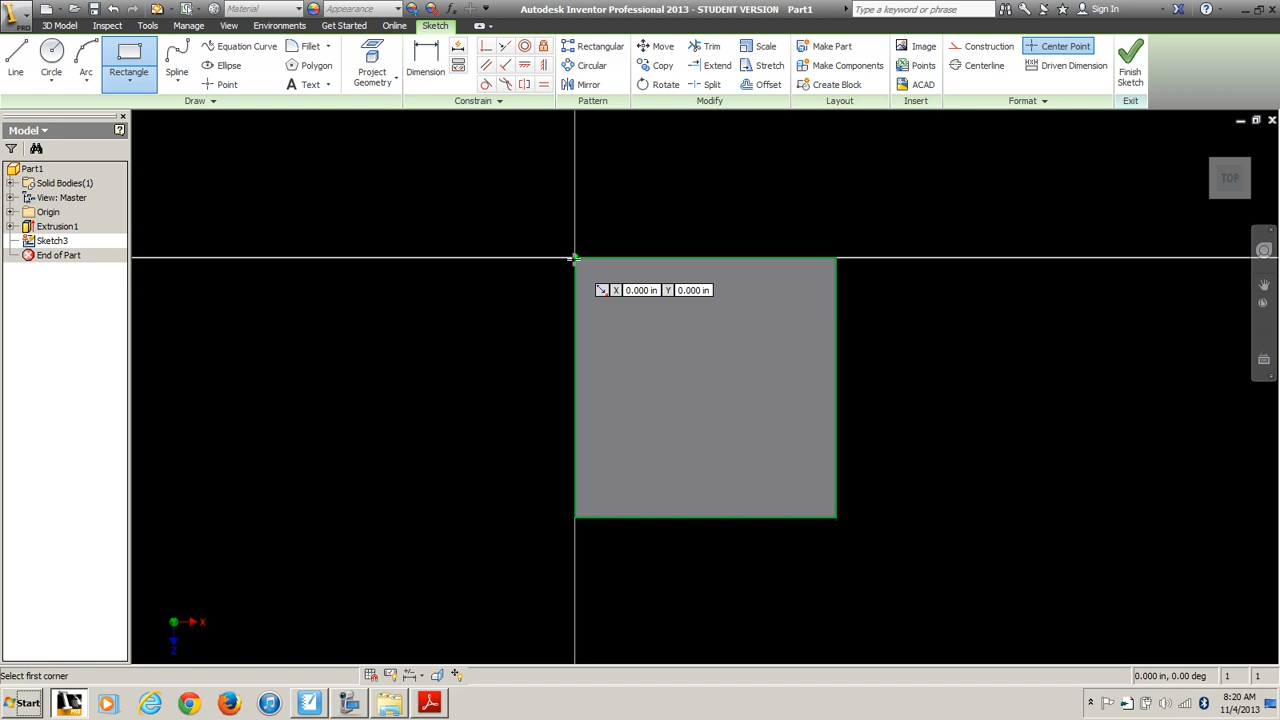 Material
Appearance
Autodesk Inventor Professional 2013 - STUDENT VERSION Part1
Type a keyword or phrase
Sign In
PRO
3D Model Inspect Tools Manage View Environments Get Started Online Sketch
Line Circle Arc Rectangle Spline
Equation Curve Fillet
Ellipse Polygon
Point Text
Project
Geometry
Dimension
Rectangular
Circular
Mirror
Move Trim Scale
Copy Extend Stretch
Rotate Split Offset
Make Part
Make Components
Create Block
Image
Points
ACAD
Construction Center Point
Centerline Driven Dimension
Finish
Sketch
Draw Constrain Pattern Modify Layout Insert Format Exit
Model
Part1
Solid Bodies(1)
View: Master
Origin
Extrusion1
Sketch3
End of Part
TOP
X 0.000 in Y 0.000 in
X
Z
Select first corner
0.000 in, 0.00 deg 1 1
Start
8:20 AM
11/4/2013